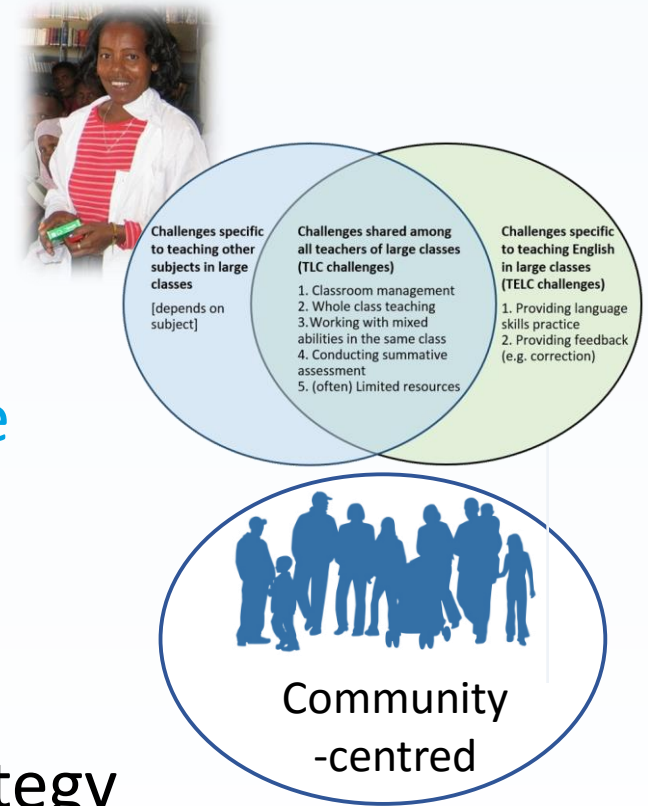 Challenges specific
to teaching other
subjects in large
classes
[depends on
subject]
Challenges shared among
all teachers of large classes
(TLC challenges)
1. Classroom management
2. Whole class teaching
3.Working with mixed
abilities in the same class
4. Conducting summative
assessment
5. (often) Limited resources
Challenges specific
to teaching English
in large classes
(TELC challenges)
1. Providing language
skills practice
2. Providing feedback
(e.g. correction)
e
Community
-centred
tegy